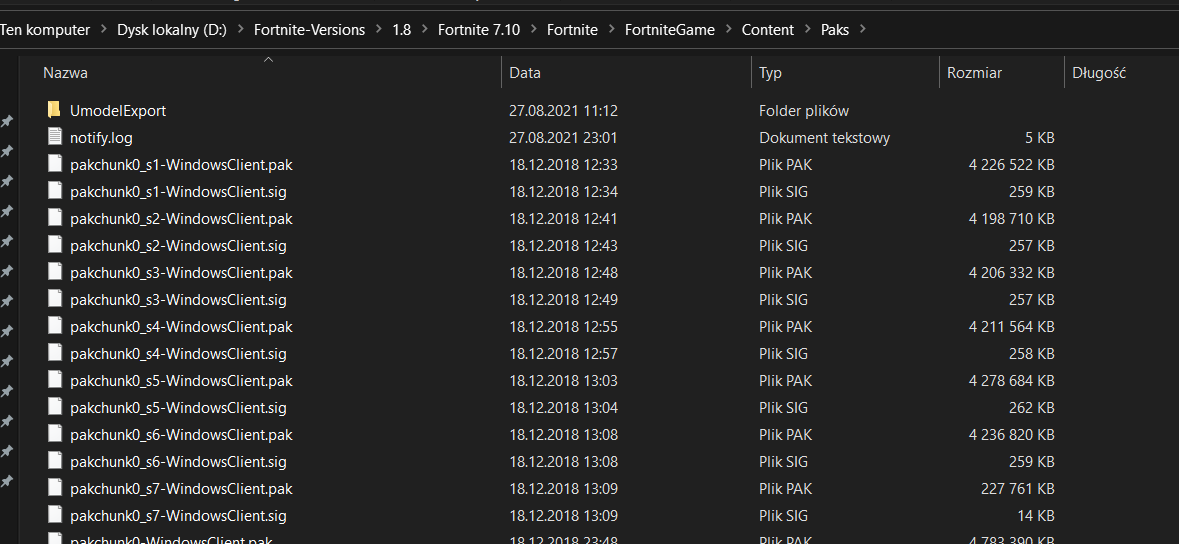 Ten komputer > Dysk lokalny (D:) > Fortnite-Versions > 1.8 > Fortnite 7.10 > Fortnite > FortniteGame > Content > Paks >
Nazwa Data Typ Rozmiar Długość
UmodelExport 27.08.2021 11:12 Folder plików
notify.log 27.08.2021 23:01 Dokument tekstowy 5 KB
pakchunk0_s1-WindowsClient.pak 18.12.2018 12:33 Plik PAK 4 226 522 KB
pakchunk0_s1-WindowsClient.sig 18.12.2018 12:34 Plik SIG 259 KB
pakchunk0_s2-WindowsClient.pak 18.12.2018 12:41 Plik PAK 4 198 710 KB
pakchunk0_s2-WindowsClient.sig 18.12.2018 12:43 Plik SIG 257 KB
pakchunk0_s3-WindowsClient.pak 18.12.2018 12:48 Plik PAK 4 206 332 KB
pakchunk0_s3-WindowsClient.sig 18.12.2018 12:49 Plik SIG 257 KB
pakchunk0_s4-WindowsClient.pak 18.12.2018 12:55 Plik PAK 4 211 564 KB
pakchunk0_s4-WindowsClient.sig 18.12.2018 12:57 Plik SIG 258 KB
pakchunk0_s5-WindowsClient.pak 18.12.2018 13:03 Plik PAK 4 278 684 KB
pakchunk0_s5-WindowsClient.sig 18.12.2018 13:04 Plik SIG 262 KB
pakchunk0_s6-WindowsClient.pak 18.12.2018 13:08 Plik PAK 4 236 820 KB
pakchunk0_s6-WindowsClient.sig 18.12.2018 13:08 Plik SIG 259 KB
pakchunk0_s7-WindowsClient.pak 18.12.2018 13:09 Plik PAK 227 761 KB
pakchunk0_s7-WindowsClient.sig 18.12.2018 13:09 Plik SIG 14 KB
pakchunk0-WindowsClient.pak 18.12.2018 23:48 Plik PAK 4 783 390 KB